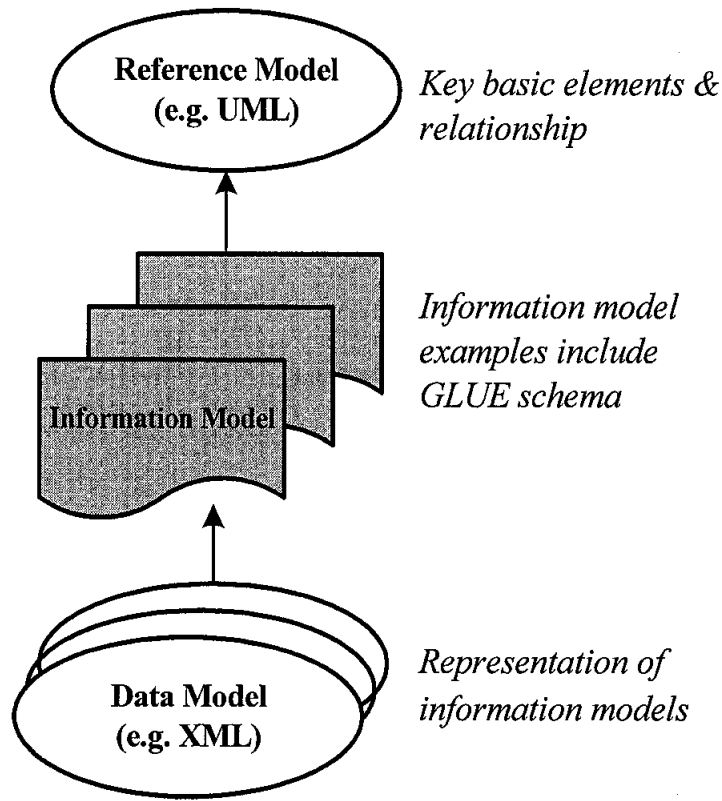 Reference Model
(e.g. UML)
Key basic elements &
relationship
Information model
examples include
GLUE schema
Information Model
Representation of
information models
Data Model
(e.g. XML)